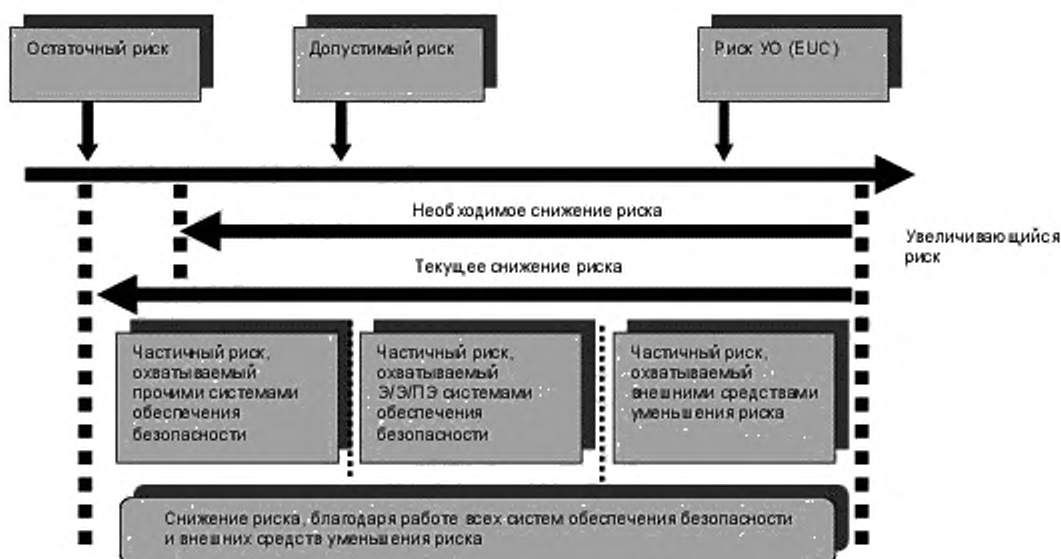 Остаточный риск
Допустимый риск
Риск УО (EUC)
Необходимое снижение риска
Увеличивающийся
риск
Текущее снижение риска
Частичный риск,
охватываемый
прочими системами
обеспечения
безопасности
Частичный риск,
охватываемый
Э/Э/ПЭ системами
обеспечения
безопасности
Частичный риск,
охватываемый
внешними средствами
уменьшения риска
Снижение риска, благодаря работе всех систем обеспечения безопасности
и внешних средств уменьшения риска